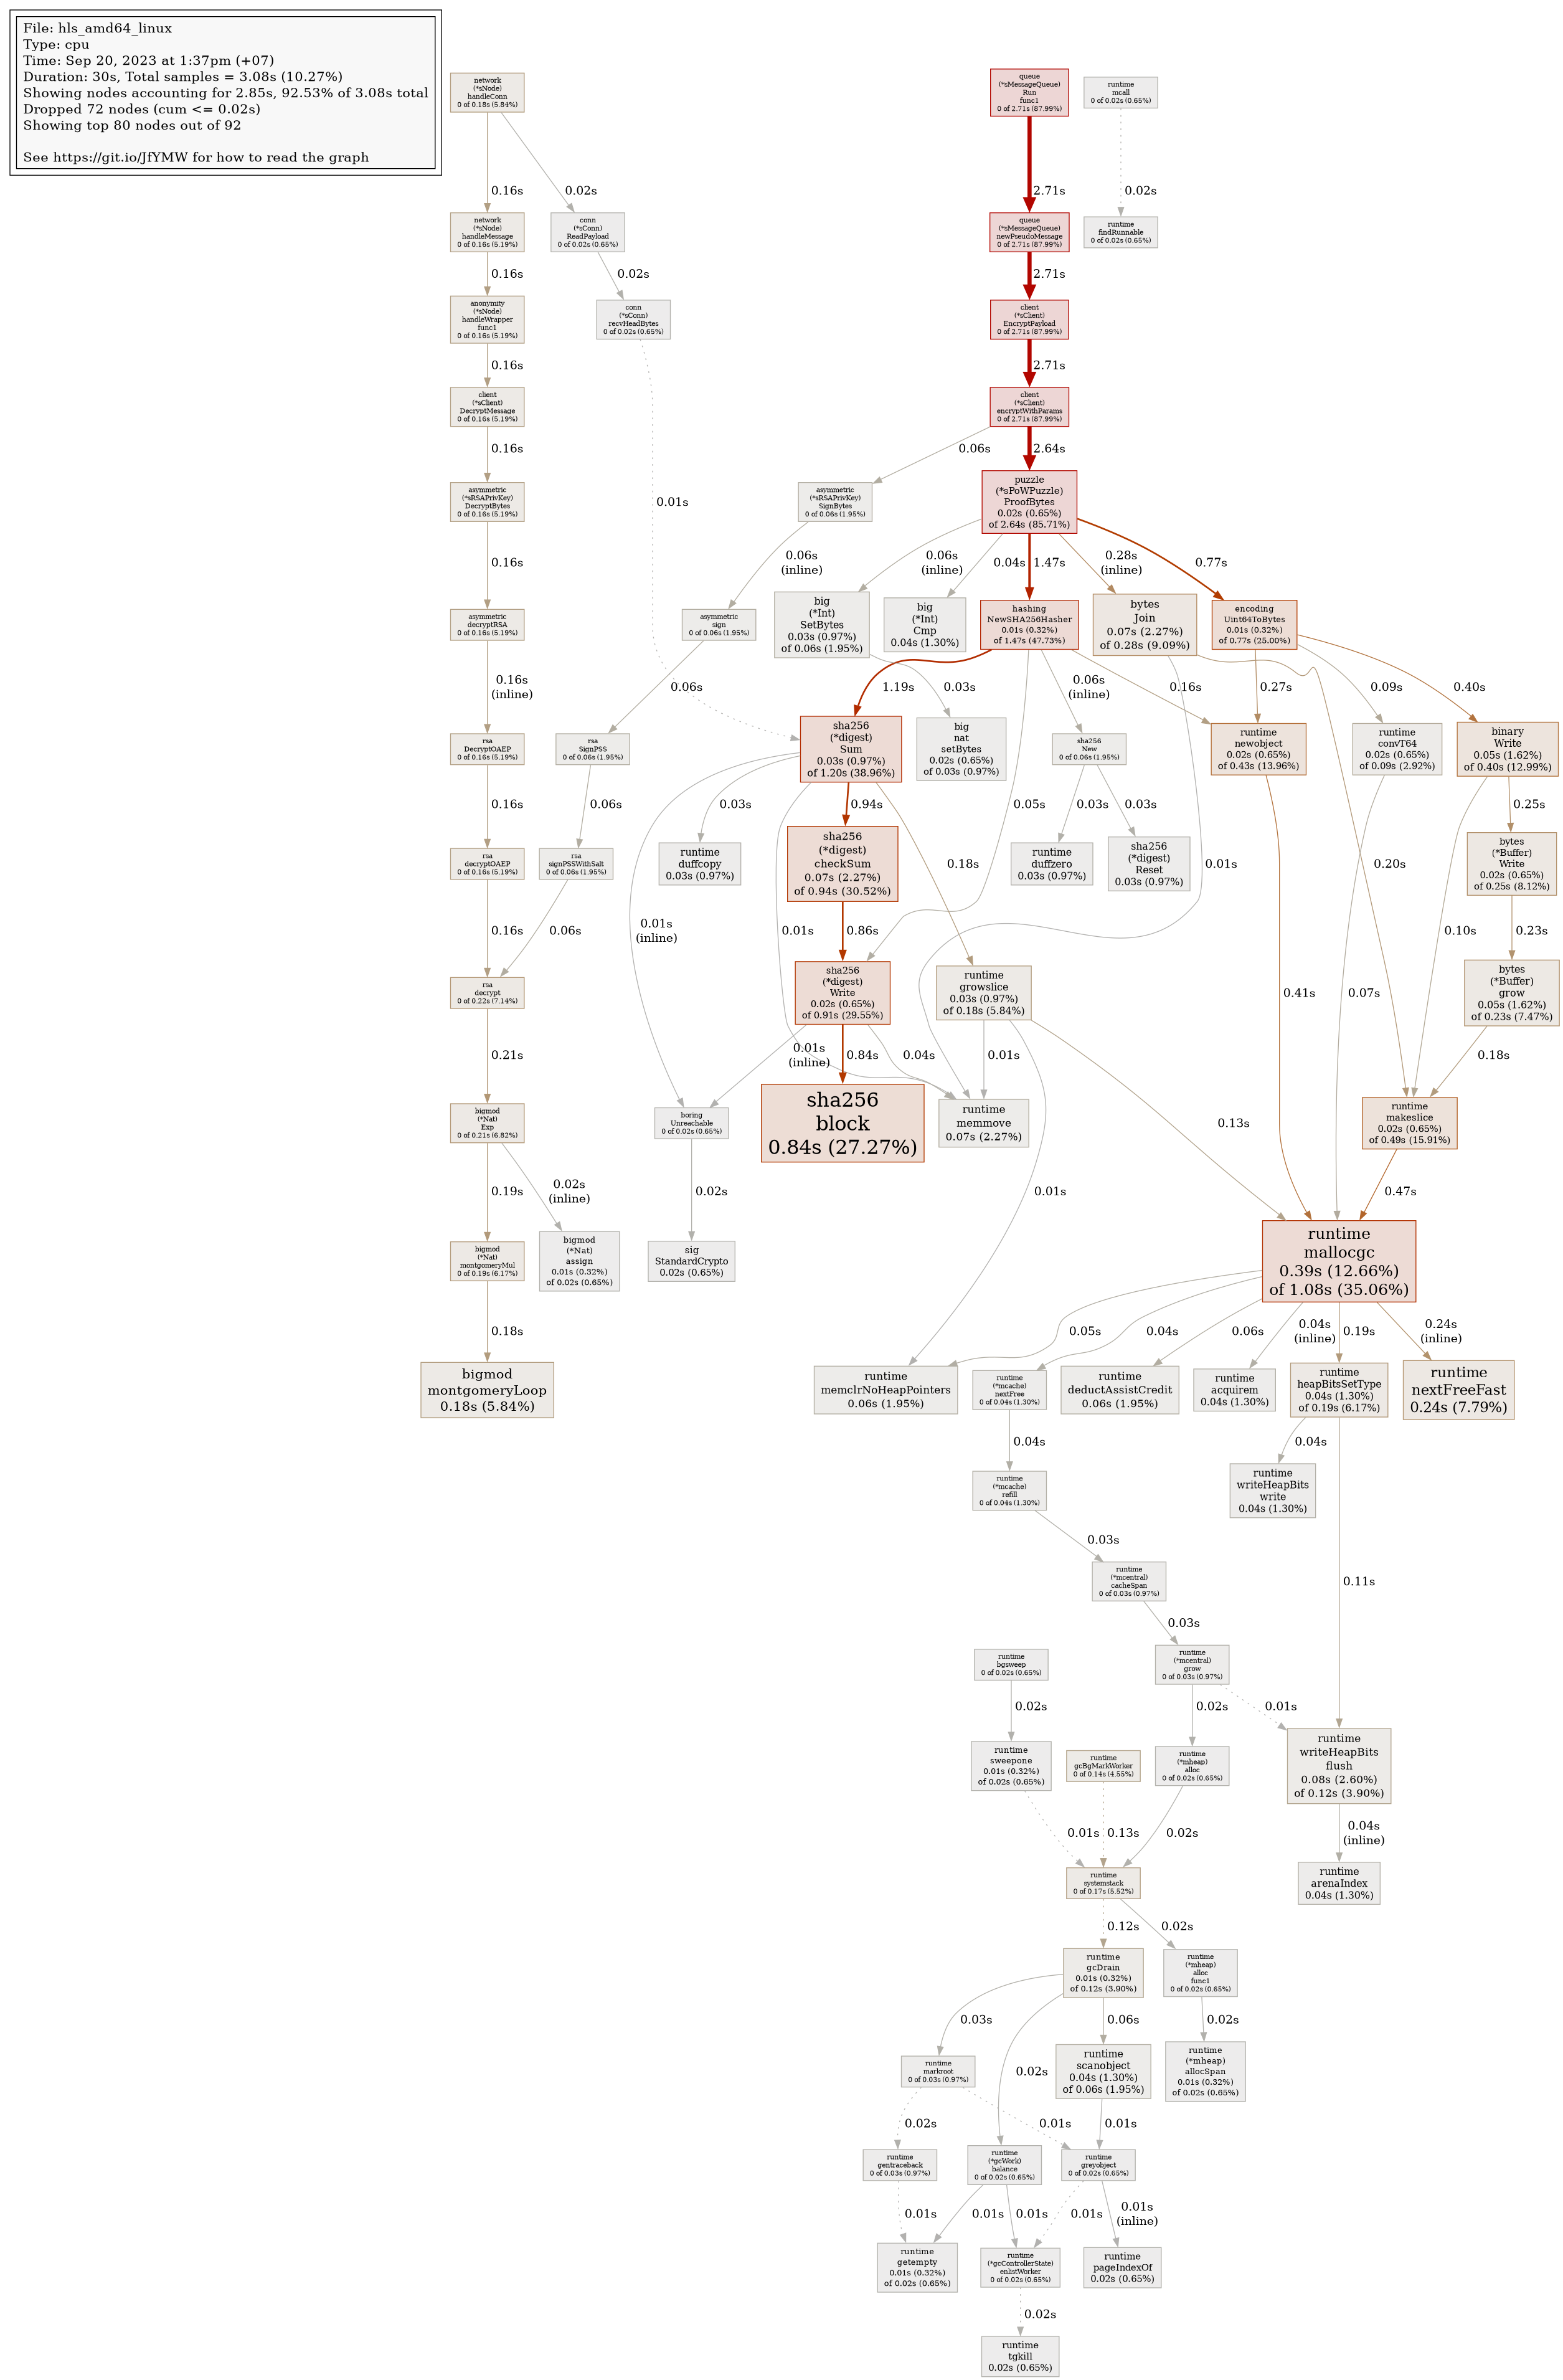 File: hls_amd64_linux
Type: cpu
Time: Sep 20, 2023 at 1:37pm (+07)
Duration: 30s, Total samples = 3.08s (10.27%)
Showing nodes accounting for 2.85s, 92.53% of 3.08s total
Dropped 72 nodes (cum <= 0.02s)
Showing top 80 nodes out of 92
See https://git.io/JfYMW for how to read the graph
network
(*sNode)
handleConn
0 of 0.18s (5.84%)
queue
(*sMessageQueue)
Run
func1
0 of 2.71s (87.99%)
runtime
mcall
0 of 0.02s (0.65%)
0.16s
0.02s
2.71s
0.02s
network
(*sNode)
handleMessage
0 of 0.16s (5.19%)
conn
(*sConn)
ReadPayload
0 of 0.02s (0.65%)
queue
(*sMessageQueue)
newPseudoMessage
0 of 2.71s (87.99%)
runtime
findRunnable
0 of 0.02s (0.65%)
0.16s
0.02s
2.71s
anonymity
(*sNode)
handleWrapper
func1
0 of 0.16s (5.19%)
conn
(*sConn)
recvHeadBytes
0 of 0.02s (0.65%)
client
(*sClient)
EncryptPayload
0 of 2.71s (87.99%)
0.16s
2.71s
client
(*sClient)
DecryptMessage
0 of 0.16s (5.19%)
client
(*sClient)
encryptWithParams
0 of 2.71s (87.99%)
0.16s
0.06s
2.64s
asymmetric
(*sRSAPrivKey)
DecryptBytes
0 of 0.16s (5.19%)
0.01s
asymmetric
(*sRSAPrivKey)
SignBytes
0 of 0.06s (1.95%)
puzzle
(*sPoWPuzzle)
ProofBytes
0.02s (0.65%)
of 2.64s (85.71%)
0.16s
0.06s
(inline)
0.06s
(inline)
0.04s
1.47s
0.28s
(inline)
0.77s
asymmetric
decryptRSA
0 of 0.16s (5.19%)
asymmetric
sign
0 of 0.06s (1.95%)
big
(*Int)
SetBytes
0.03s (0.97%)
of 0.06s (1.95%)
big
(*Int)
Cmp
0.04s (1.30%)
hashing
NewSHA256Hasher
0.01s (0.32%)
of 1.47s (47.73%)
bytes
Join
0.07s (2.27%)
of 0.28s (9.09%)
encoding
Uint64ToBytes
0.01s (0.32%)
of 0.77s (25.00%)
0.16s
(inline)
0.06s
1.19s
0.03s
0.06s
(inline)
0.16s
0.27s
0.09s
0.40s
rsa
DecryptOAEP
0 of 0.16s (5.19%)
rsa
SignPSS
0 of 0.06s (1.95%)
sha256
(*digest)
Sum
0.03s (0.97%)
of 1.20s (38.96%)
big
nat
setBytes
0.02s (0.65%)
of 0.03s (0.97%)
sha256
New
0 of 0.06s (1.95%)
runtime
newobject
0.02s (0.65%)
of 0.43s (13.96%)
runtime
convT64
0.02s (0.65%)
of 0.09s (2.92%)
binary
Write
0.05s (1.62%)
of 0.40s (12.99%)
0.16s
0.06s
0.03s
0.94s
0.05s
0.03s
0.03s
0.25s
rsa
decryptOAEP
0 of 0.16s (5.19%)
rsa
signPSSWithSalt
0 of 0.06s (1.95%)
runtime
duffcopy
0.03s (0.97%)
sha256
(*digest)
checkSum
0.07s (2.27%)
of 0.94s (30.52%)
0.18s
runtime
duffzero
0.03s (0.97%)
sha256
(*digest)
Reset
0.03s (0.97%)
0.01s
0.20s
bytes
(*Buffer)
Write
0.02s (0.65%)
of 0.25s (8.12%)
0.16s
0.06s
0.01s
(inline)
0.01s
0.86s
0.10s
0.23s
rsa
decrypt
0 of 0.22s (7.14%)
sha256
(*digest)
Write
0.02s (0.65%)
of 0.91s (29.55%)
runtime
growslice
0.03s (0.97%)
of 0.18s (5.84%)
0.41s
0.07s
bytes
(*Buffer)
grow
0.05s (1.62%)
of 0.23s (7.47%)
0.21s
0.01s
(inline)
0.84s
0.04s
0.01s
0.18s
bigmod
(*Nat)
Exp
0 of 0.21s (6.82%)
boring
Unreachable
0 of 0.02s (0.65%)
sha256
block
0.84s (27.27%)
runtime
memmove
0.07s (2.27%)
0.13s
runtime
makeslice
0.02s (0.65%)
of 0.49s (15.91%)
0.19s
0.02s
(inline)
0.02s
0.01s
0.47s
bigmod
(*Nat)
montgomeryMul
0 of 0.19s (6.17%)
bigmod
(*Nat)
assign
0.01s (0.32%)
of 0.02s (0.65%)
sig
StandardCrypto
0.02s (0.65%)
runtime
mallocgc
0.39s (12.66%)
of 1.08s (35.06%)
0.18s
0.05s
0.04s
0.06s
0.04s
(inline)
0.19s
0.24s
(inline)
bigmod
montgomeryLoop
0.18s (5.84%)
runtime
memclrNoHeapPointers
0.06s (1.95%)
runtime
(*mcache)
nextFree
0 of 0.04s (1.30%)
runtime
deductAssistCredit
0.06s (1.95%)
runtime
acquirem
0.04s (1.30%)
runtime
heapBitsSetType
0.04s (1.30%)
of 0.19s (6.17%)
runtime
nextFreeFast
0.24s (7.79%)
0.04s
0.04s
runtime
(*mcache)
refill
0 of 0.04s (1.30%)
runtime
writeHeapBits
write
0.04s (1.30%)
0.03s
0.11s
runtime
(*mcentral)
cacheSpan
0 of 0.03s (0.97%)
0.03s
runtime
bgsweep
0 of 0.02s (0.65%)
runtime
(*mcentral)
grow
0 of 0.03s (0.97%)
0.02s
0.02s
0.01s
runtime
sweepone
0.01s (0.32%)
of 0.02s (0.65%)
runtime
gcBgMarkWorker
0 of 0.14s (4.55%)
runtime
(*mheap)
alloc
0 of 0.02s (0.65%)
runtime
writeHeapBits
flush
0.08s (2.60%)
of 0.12s (3.90%)
0.01s
0.13s
0.02s
0.04s
(inline)
runtime
systemstack
0 of 0.17s (5.52%)
runtime
arenaIndex
0.04s (1.30%)
0.12s
0.02s
runtime
gcDrain
0.01s (0.32%)
of 0.12s (3.90%)
runtime
(*mheap)
alloc
func1
0 of 0.02s (0.65%)
0.03s
0.06s
0.02s
runtime
markroot
0 of 0.03s (0.97%)
0.02s
runtime
scanobject
0.04s (1.30%)
of 0.06s (1.95%)
runtime
(*mheap)
allocSpan
0.01s (0.32%)
of 0.02s (0.65%)
0.02s
0.01s
0.01s
runtime
gentraceback
0 of 0.03s (0.97%)
runtime
(*gcWork)
balance
0 of 0.02s (0.65%)
runtime
greyobject
0 of 0.02s (0.65%)
0.01s
0.01s
0.01s
0.01s
0.01s
(inline)
runtime
getempty
0.01s (0.32%)
of 0.02s (0.65%)
runtime
(*gcControllerState)
enlistWorker
0 of 0.02s (0.65%)
runtime
pageIndexOf
0.02s (0.65%)
0.02s
runtime
tgkill
0.02s (0.65%)